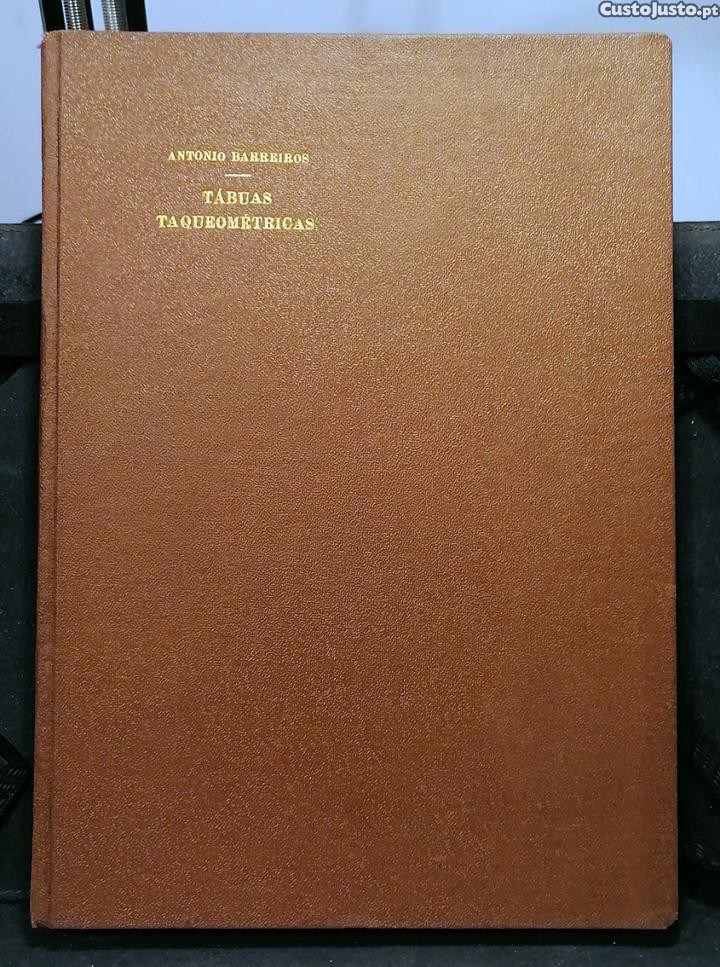 CustoJusto.pt
ANTONIO BARREIROS
TÁBUAS
TAQUEOMÉTRICAS